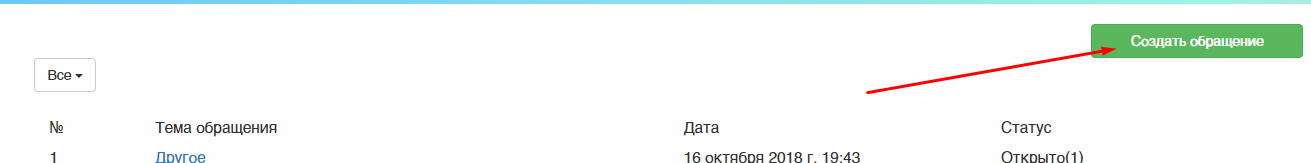 Создать обращение
Все
№ Тема обращения Дата Статус
1 Другое 16 октября 2018 г. 19:43 Открыто(1)